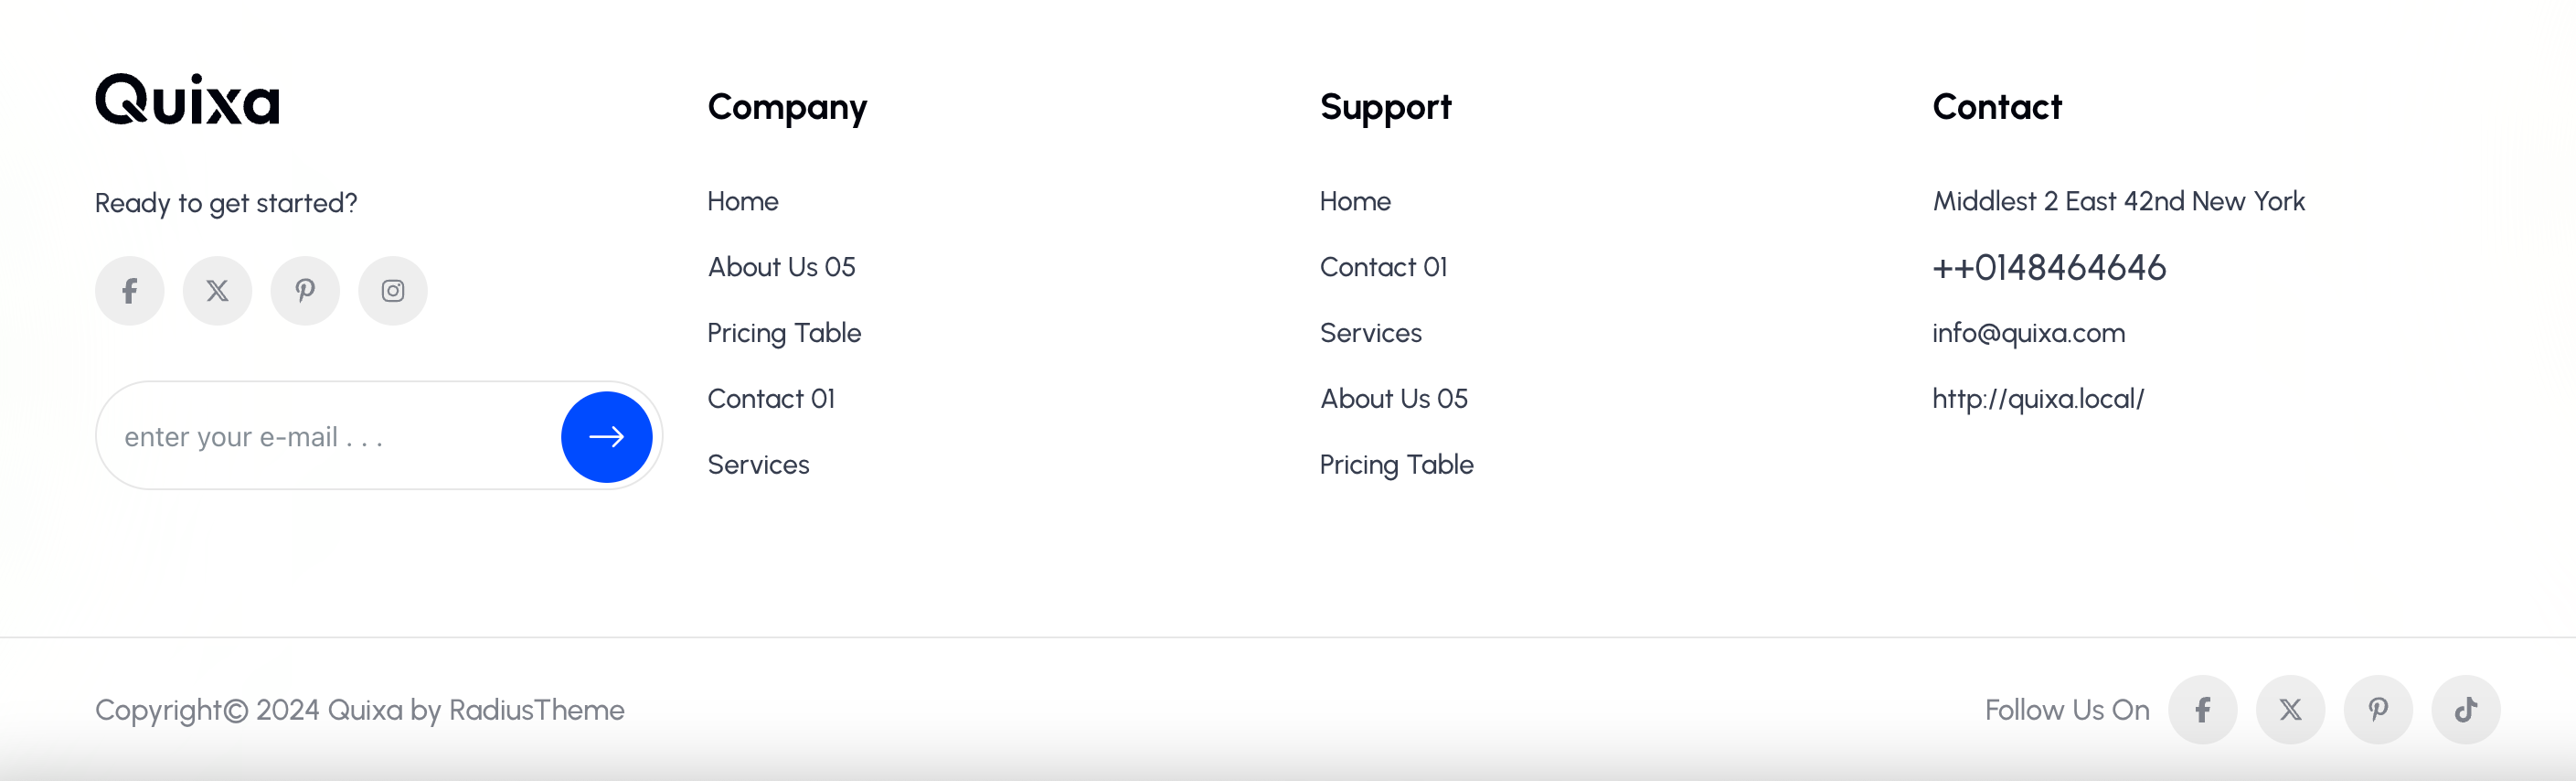 Quixa
Ready to get started?
enter your e-mail . . .
Company
Home
About Us 05
Pricing Table
Contact 01
Services
Support
Home
Contact 01
Services
About Us 05
Pricing Table
Contact
Middlest 2 East 42nd New York
++0148464646
info@quixa.com
http://quixa.local/
Copyright© 2024 Quixa by RadiusTheme
Follow Us On